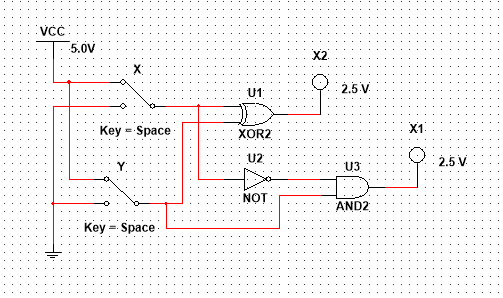 VCC
5.0V
X
Key = Space
U1
XOR2
X2
2.5 V
Y
Key = Space
U2
NOT
U3
AND2
X1
2.5 V